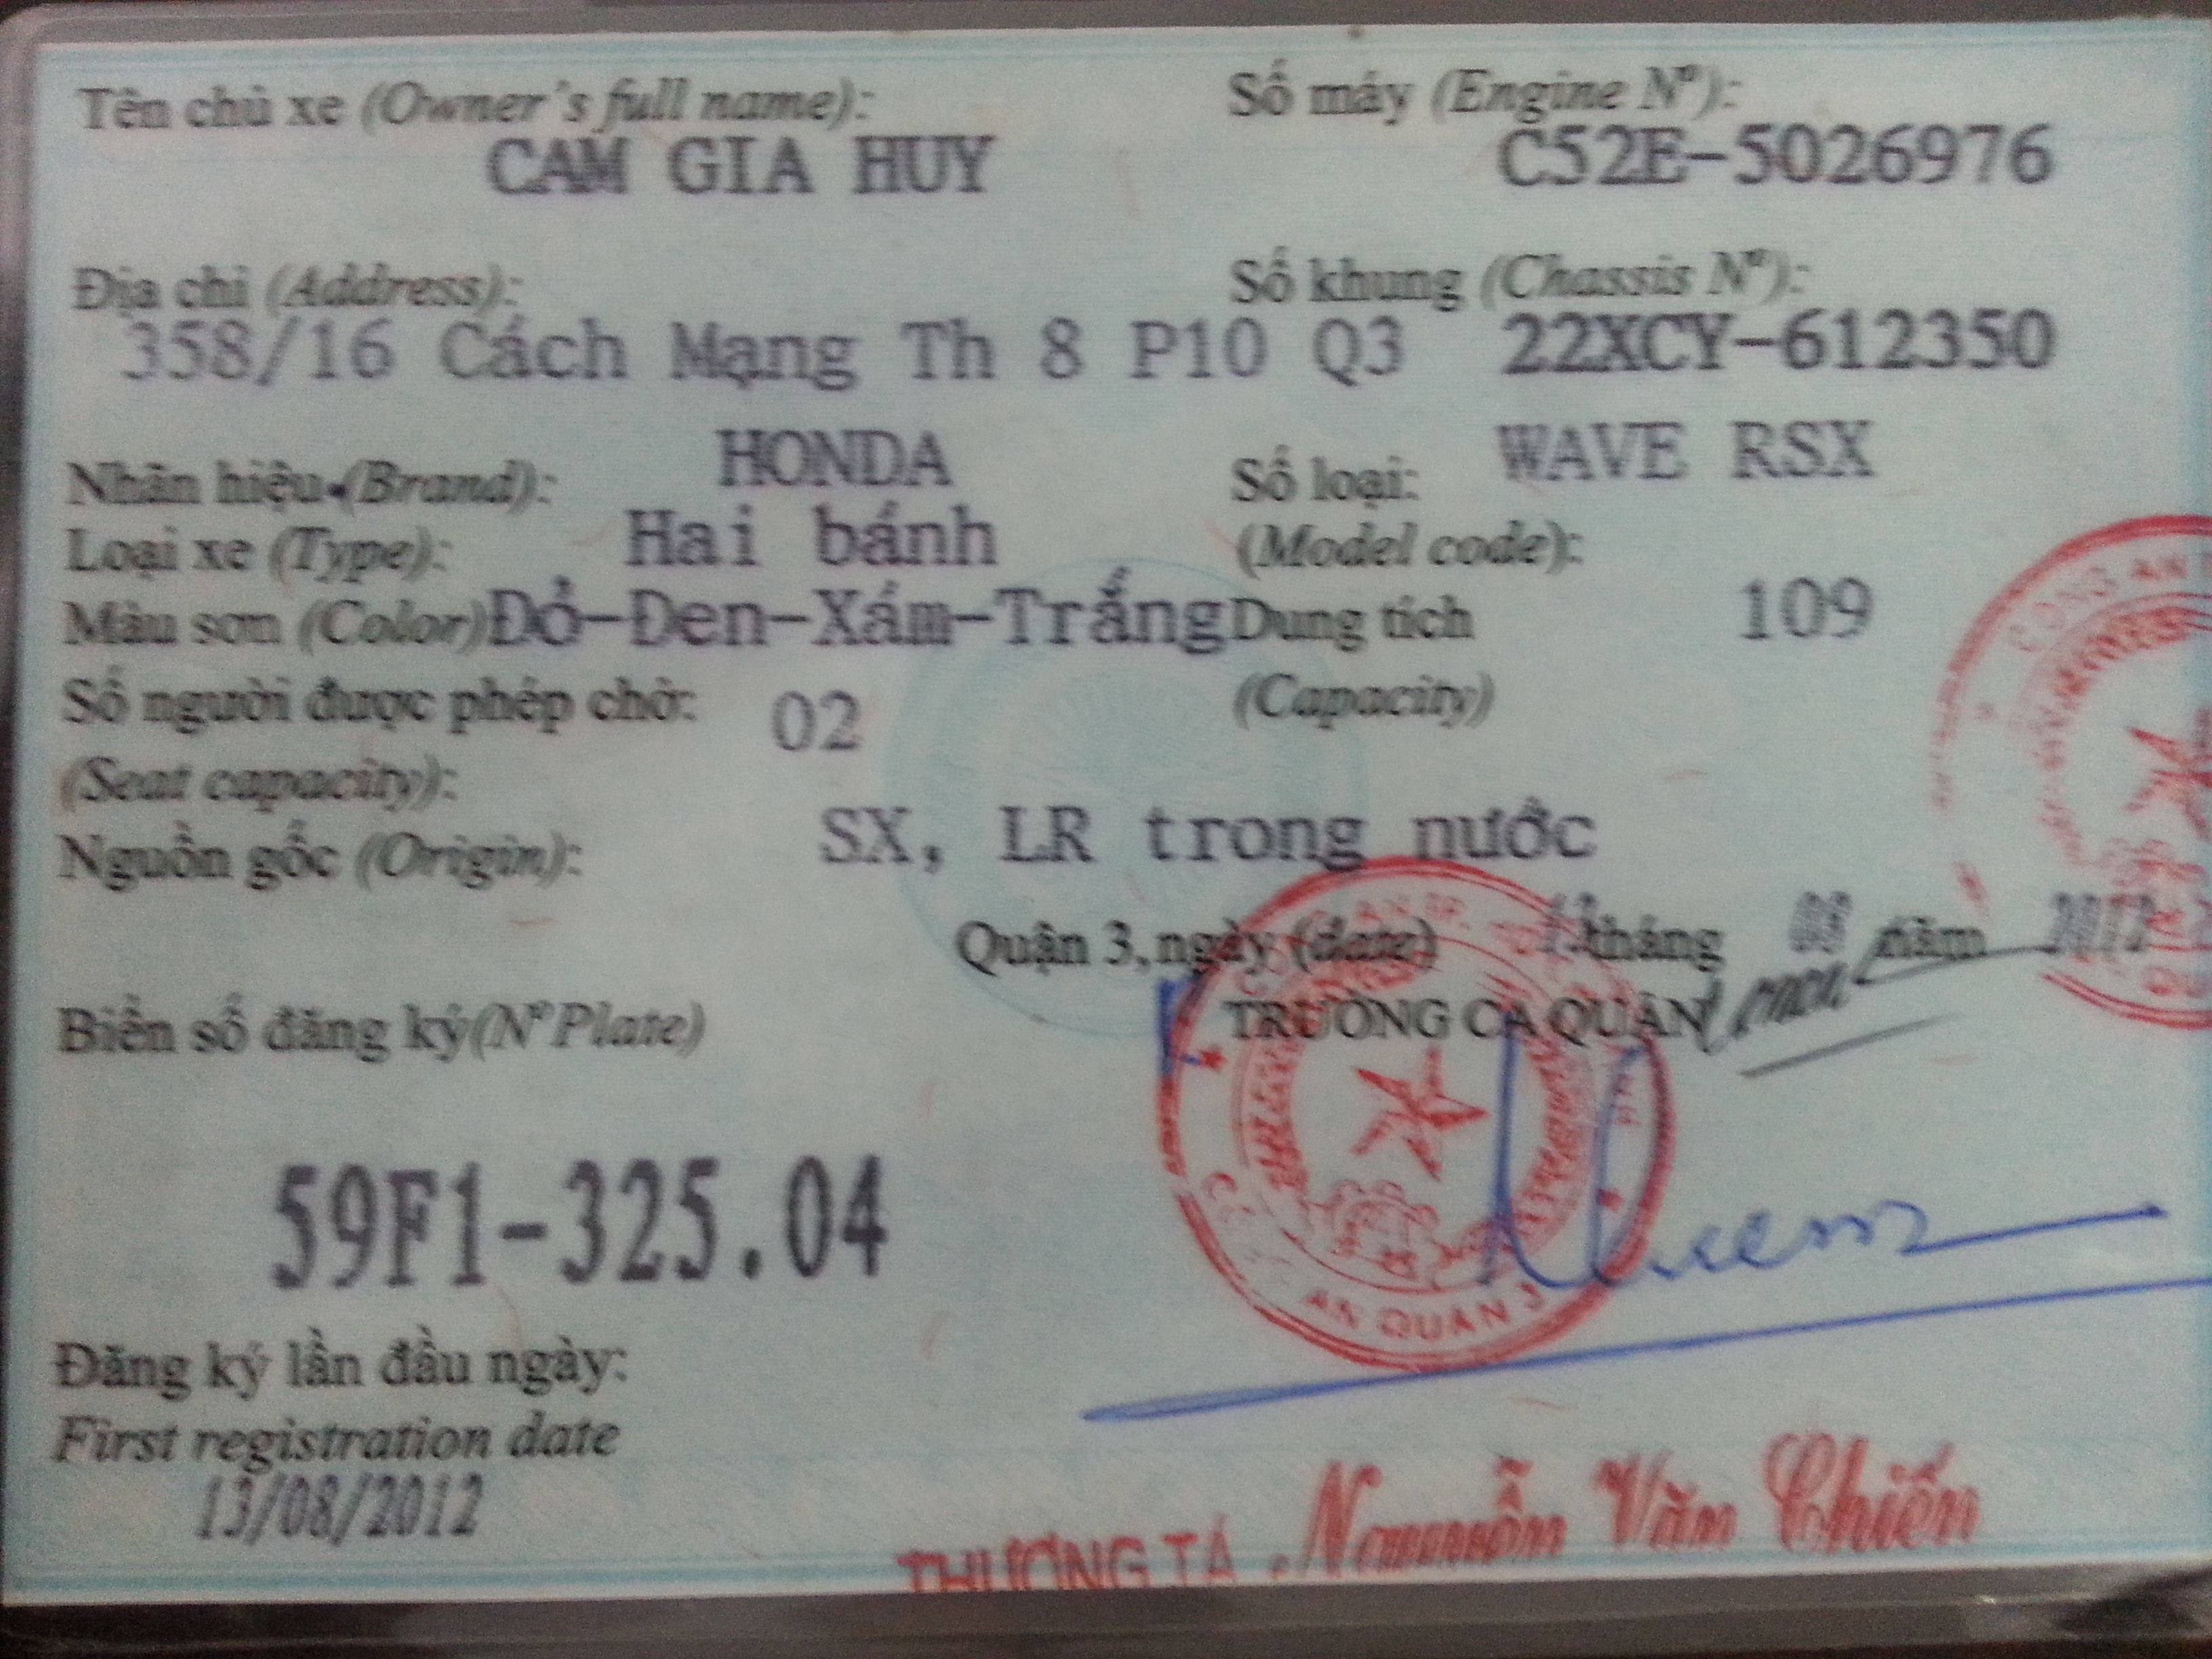 Tên chủ xe (Owner's full name): Số máy (Engine Nº):
CAM GIA HUY C52E-5026976
Địa chỉ (Address): Số khung (Chassis Nº):
358/16 Cách Mạng Th 8 P10 Q3 22XCY-612350
Nhãn hiệu (Brand): HONDA Số loại: WAVE RSX
Loại xe (Type): Hai bánh (Model code):
Màu sơn (Color) Đỏ-Đen-Xám-Trắng Dung tích 109
Số người được phép chở: 02 (Capacity)
(Seat capacity):
Nguồn gốc (Origin): SX, LR trong nước
Quận 3, ngày (date) tháng năm
Biển số đăng ký (Nº Plate) TRƯỞNG CA QUẬN
59F1-325.04
Đăng ký lần đầu ngày:
First registration date
13/08/2012
THƯỢNG TÁ Nguyễn Văn Chiến